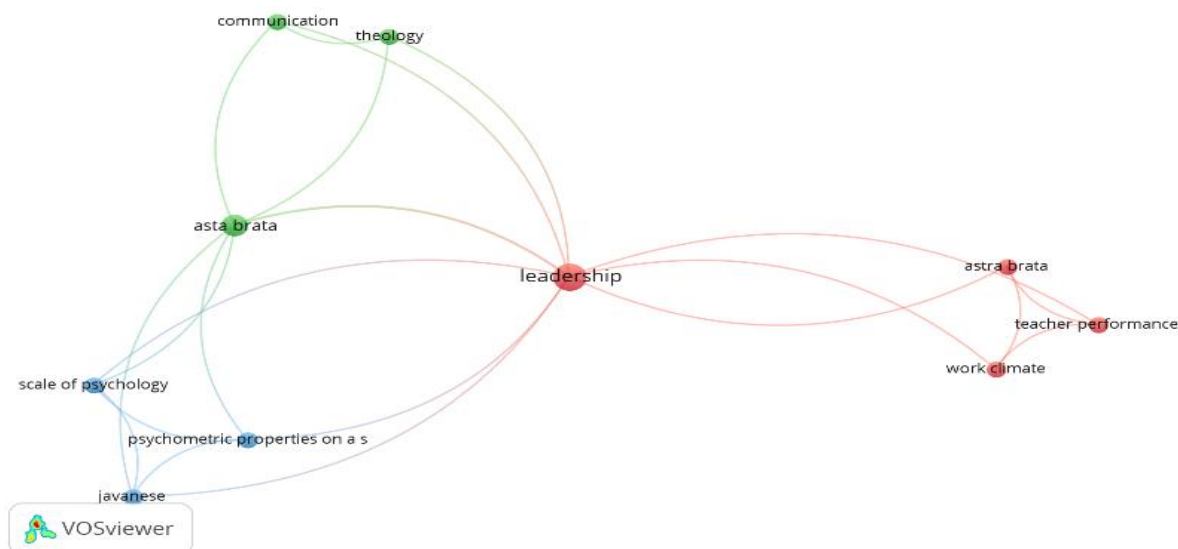 communication
theology
asta brata
leadership
astra brata
teacher performance
work climate
scale of psychology
psychometric properties on a s
javanese
VOSviewer